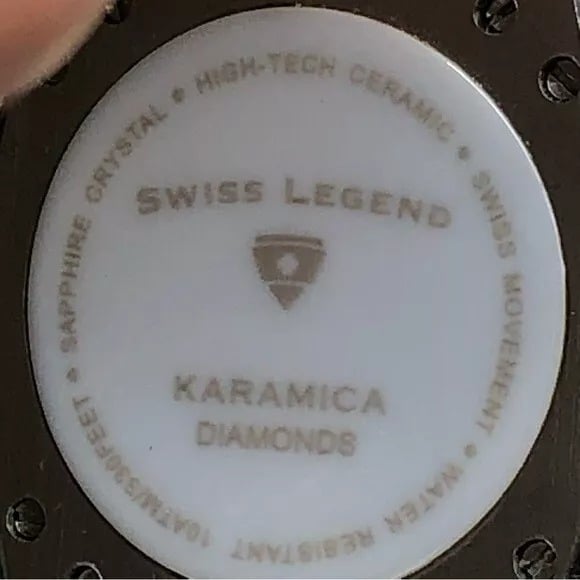 HIGH-TECH CERAMIC • SWISS MOVEMENT • WATER RESISTANT 10ATM/330FEET • SAPPHIRE CRYSTAL •
SWISS LEGEND
KARAMICA
DIAMONDS